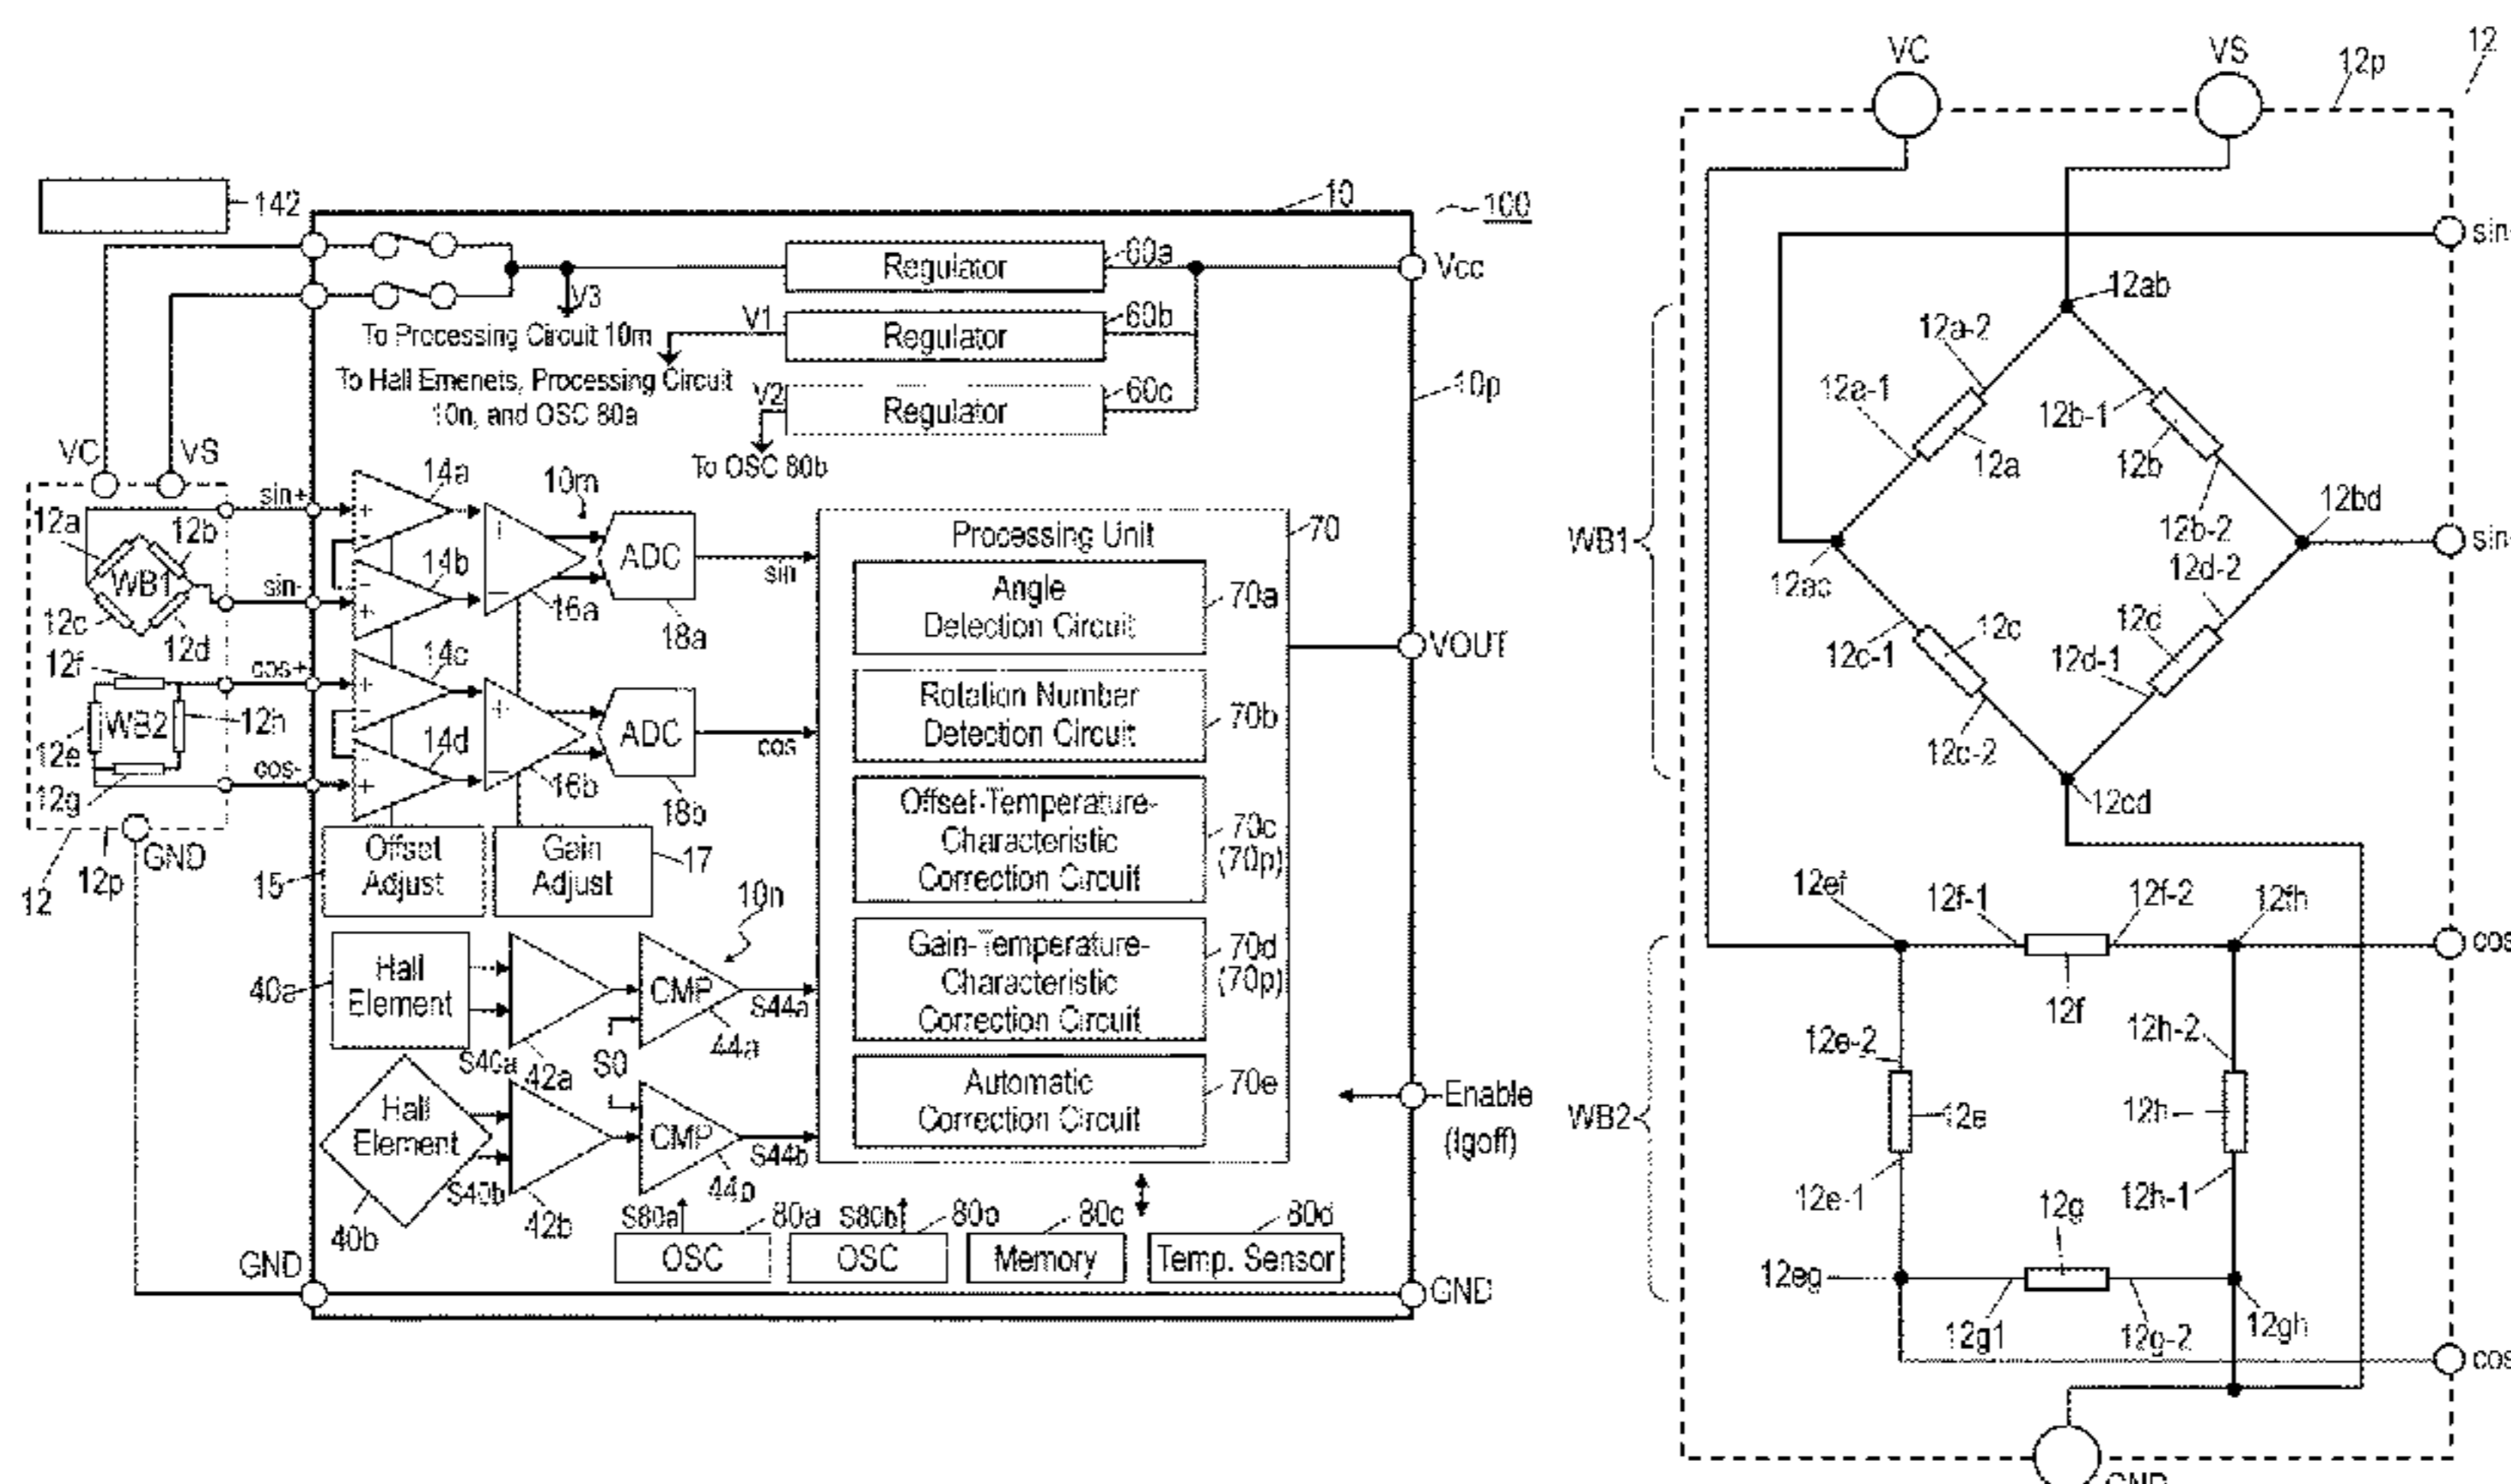 142
10
100
Regulator
60a
Vcc
V3
To Processing Circuit 10m
V1
Regulator
60b
To Hall Emenets, Processing Circuit
10n, and OSC 80a
V2
Regulator
60c
10p
To OSC 80b
VC
VS
12a
12b
WB1
12c
12d
12f
WB2
12h
12e
12g
12
12p
GND
sin+
sin-
cos+
cos-
14a
14b
14c
14d
10m
16a
16b
ADC
18a
sin
ADC
18b
cos
Offset
Adjust
15
Gain
Adjust
17
10n
Hall
Element
40a
S40a
42a
CMP
44a
S44a
S0
Hall
Element
40b
S40b
42b
CMP
S44b
Processing Unit
70
Angle
Detection Circuit
70a
Rotation Number
Detection Circuit
70b
Offset-Temperature-
Characteristic
Correction Circuit
70c
(70p)
Gain-Temperature-
Characteristic
Correction Circuit
70d
(70p)
Automatic
Correction Circuit
70e
VOUT
Enable
(Igoff)
S80a
80a
OSC
S80b
OSC
80c
Memory
80d
Temp. Sensor
GND
GND
VC
VS
12p
12
sin
12ab
12a-2
12a-1
12a
12b-1
12b
12b-2
12bd
sin
WB1
12ac
12c-1
12c
12c-2
12d-2
12d
12d-1
12cd
12ef
12f-1
12f-2
12fh
cos
12f
12e-2
12e
12e-1
12h-2
12h
12h-1
WB2
12g
12eg
12g1
12g-2
12gh
cos
GND